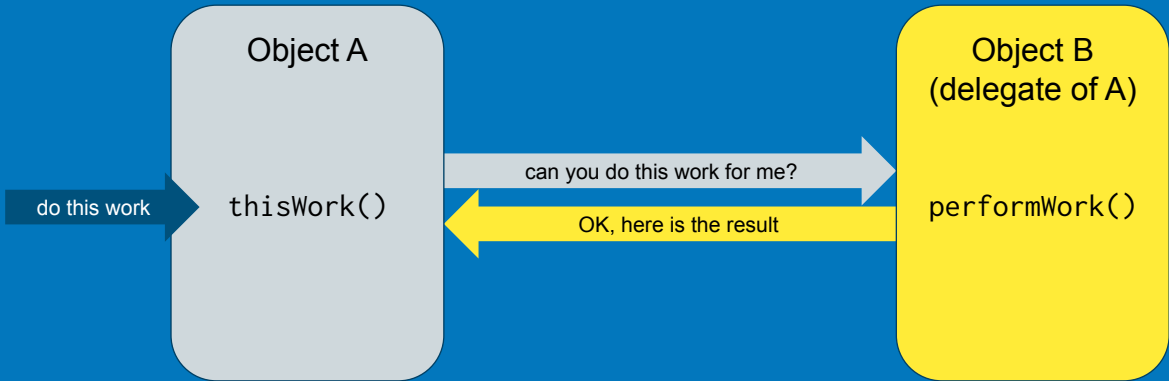 Object A
Object B
(delegate of A)
can you do this work for me?
do this work
thisWork()
performWork()
OK, here is the result